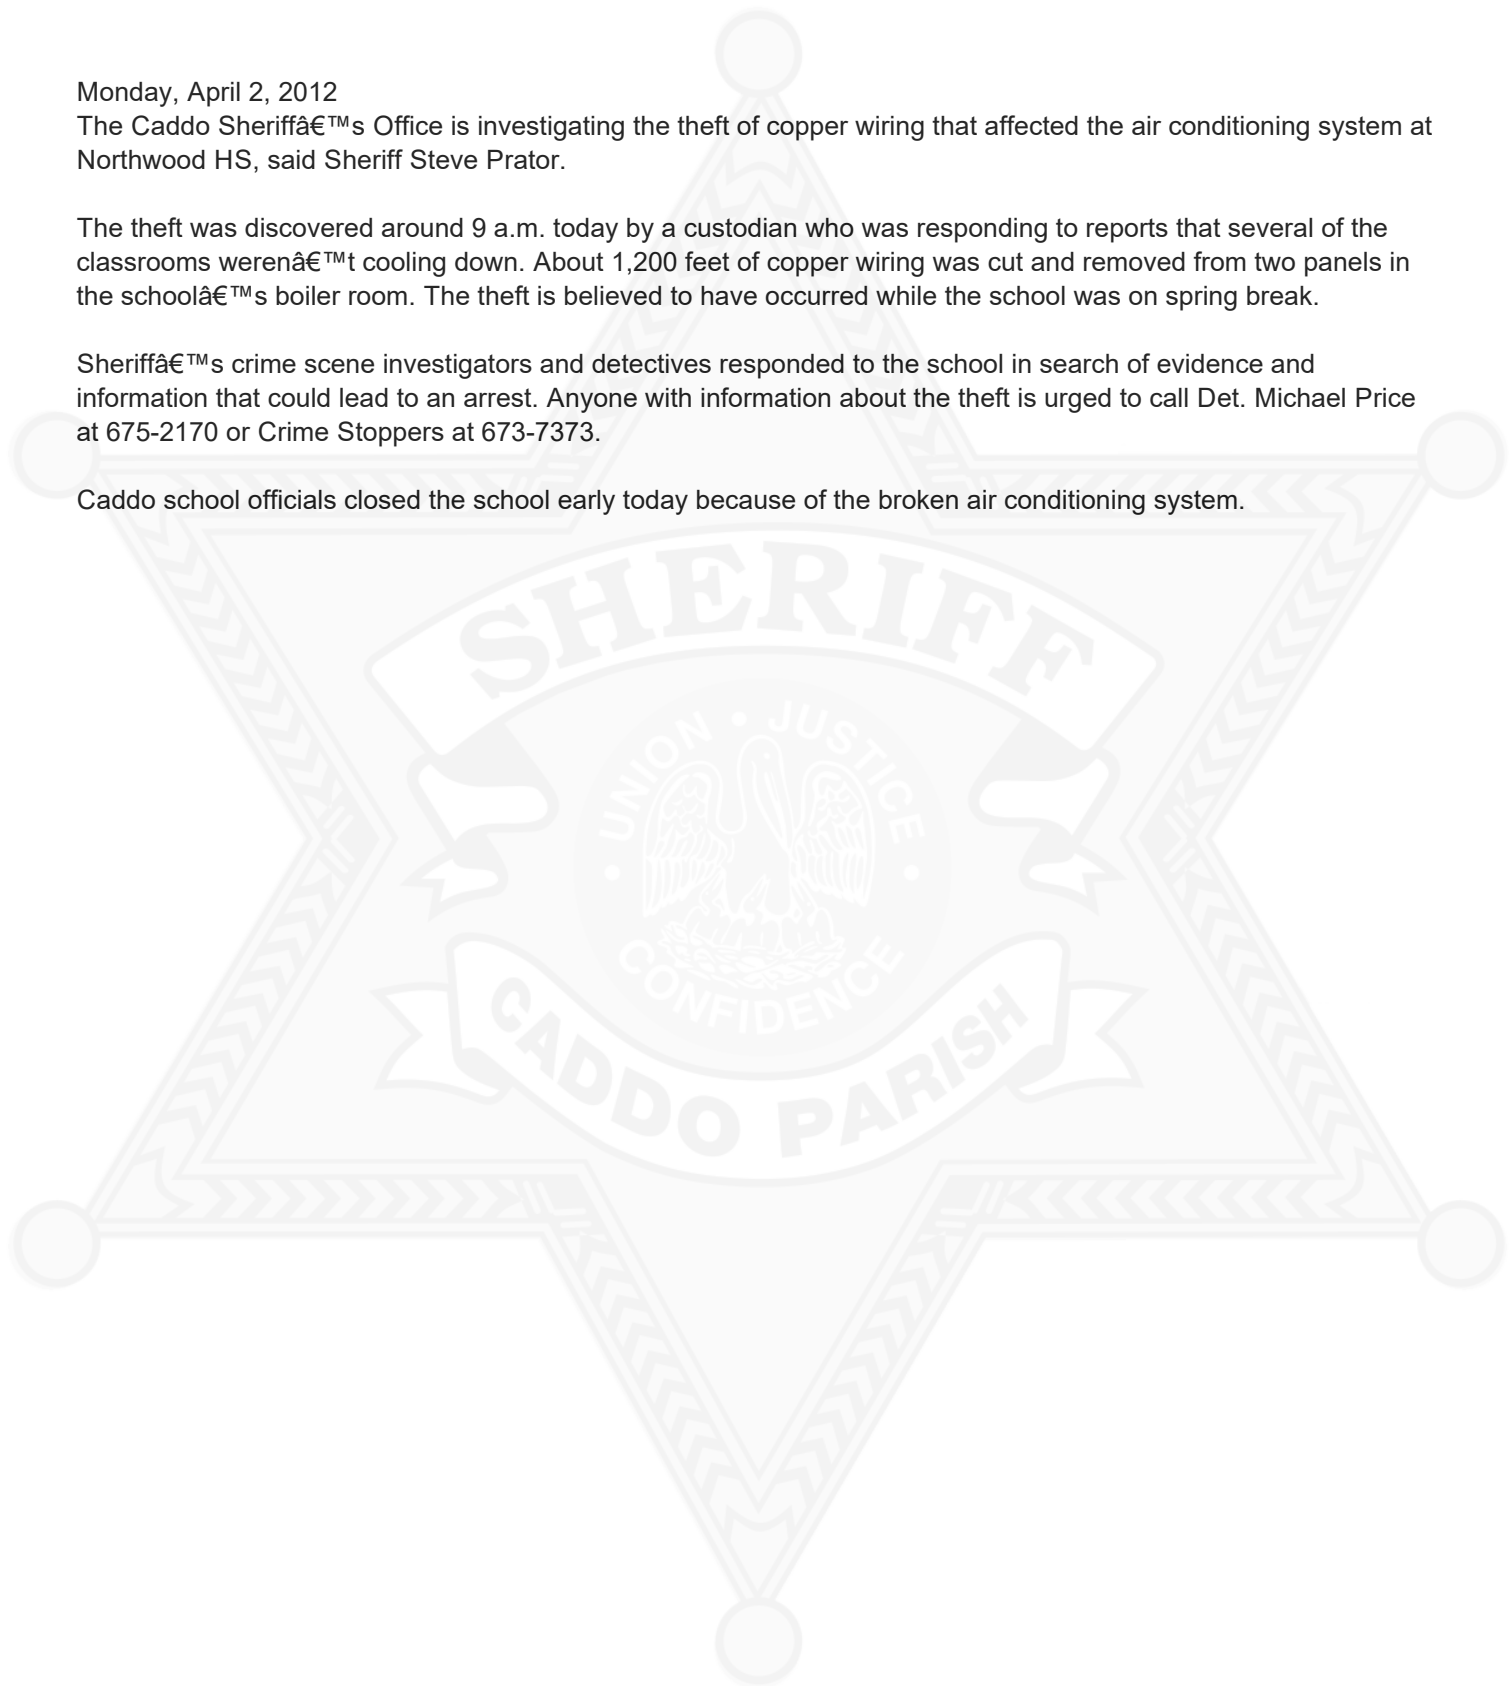 Monday, April 2, 2012
The Caddo Sheriffâ€™s Office is investigating the theft of copper wiring that affected the air conditioning system at
Northwood HS, said Sheriff Steve Prator.
The theft was discovered around 9 a.m. today by a custodian who was responding to reports that several of the
classrooms werenâ€™t cooling down. About 1,200 feet of copper wiring was cut and removed from two panels in
the schoolâ€™s boiler room. The theft is believed to have occurred while the school was on spring break.
Sheriffâ€™s crime scene investigators and detectives responded to the school in search of evidence and
information that could lead to an arrest. Anyone with information about the theft is urged to call Det. Michael Price
at 675-2170 or Crime Stoppers at 673-7373.
Caddo school officials closed the school early today because of the broken air conditioning system.
SHERIFF
UNION • JUSTICE
• CONFIDENCE •
CADDO PARISH